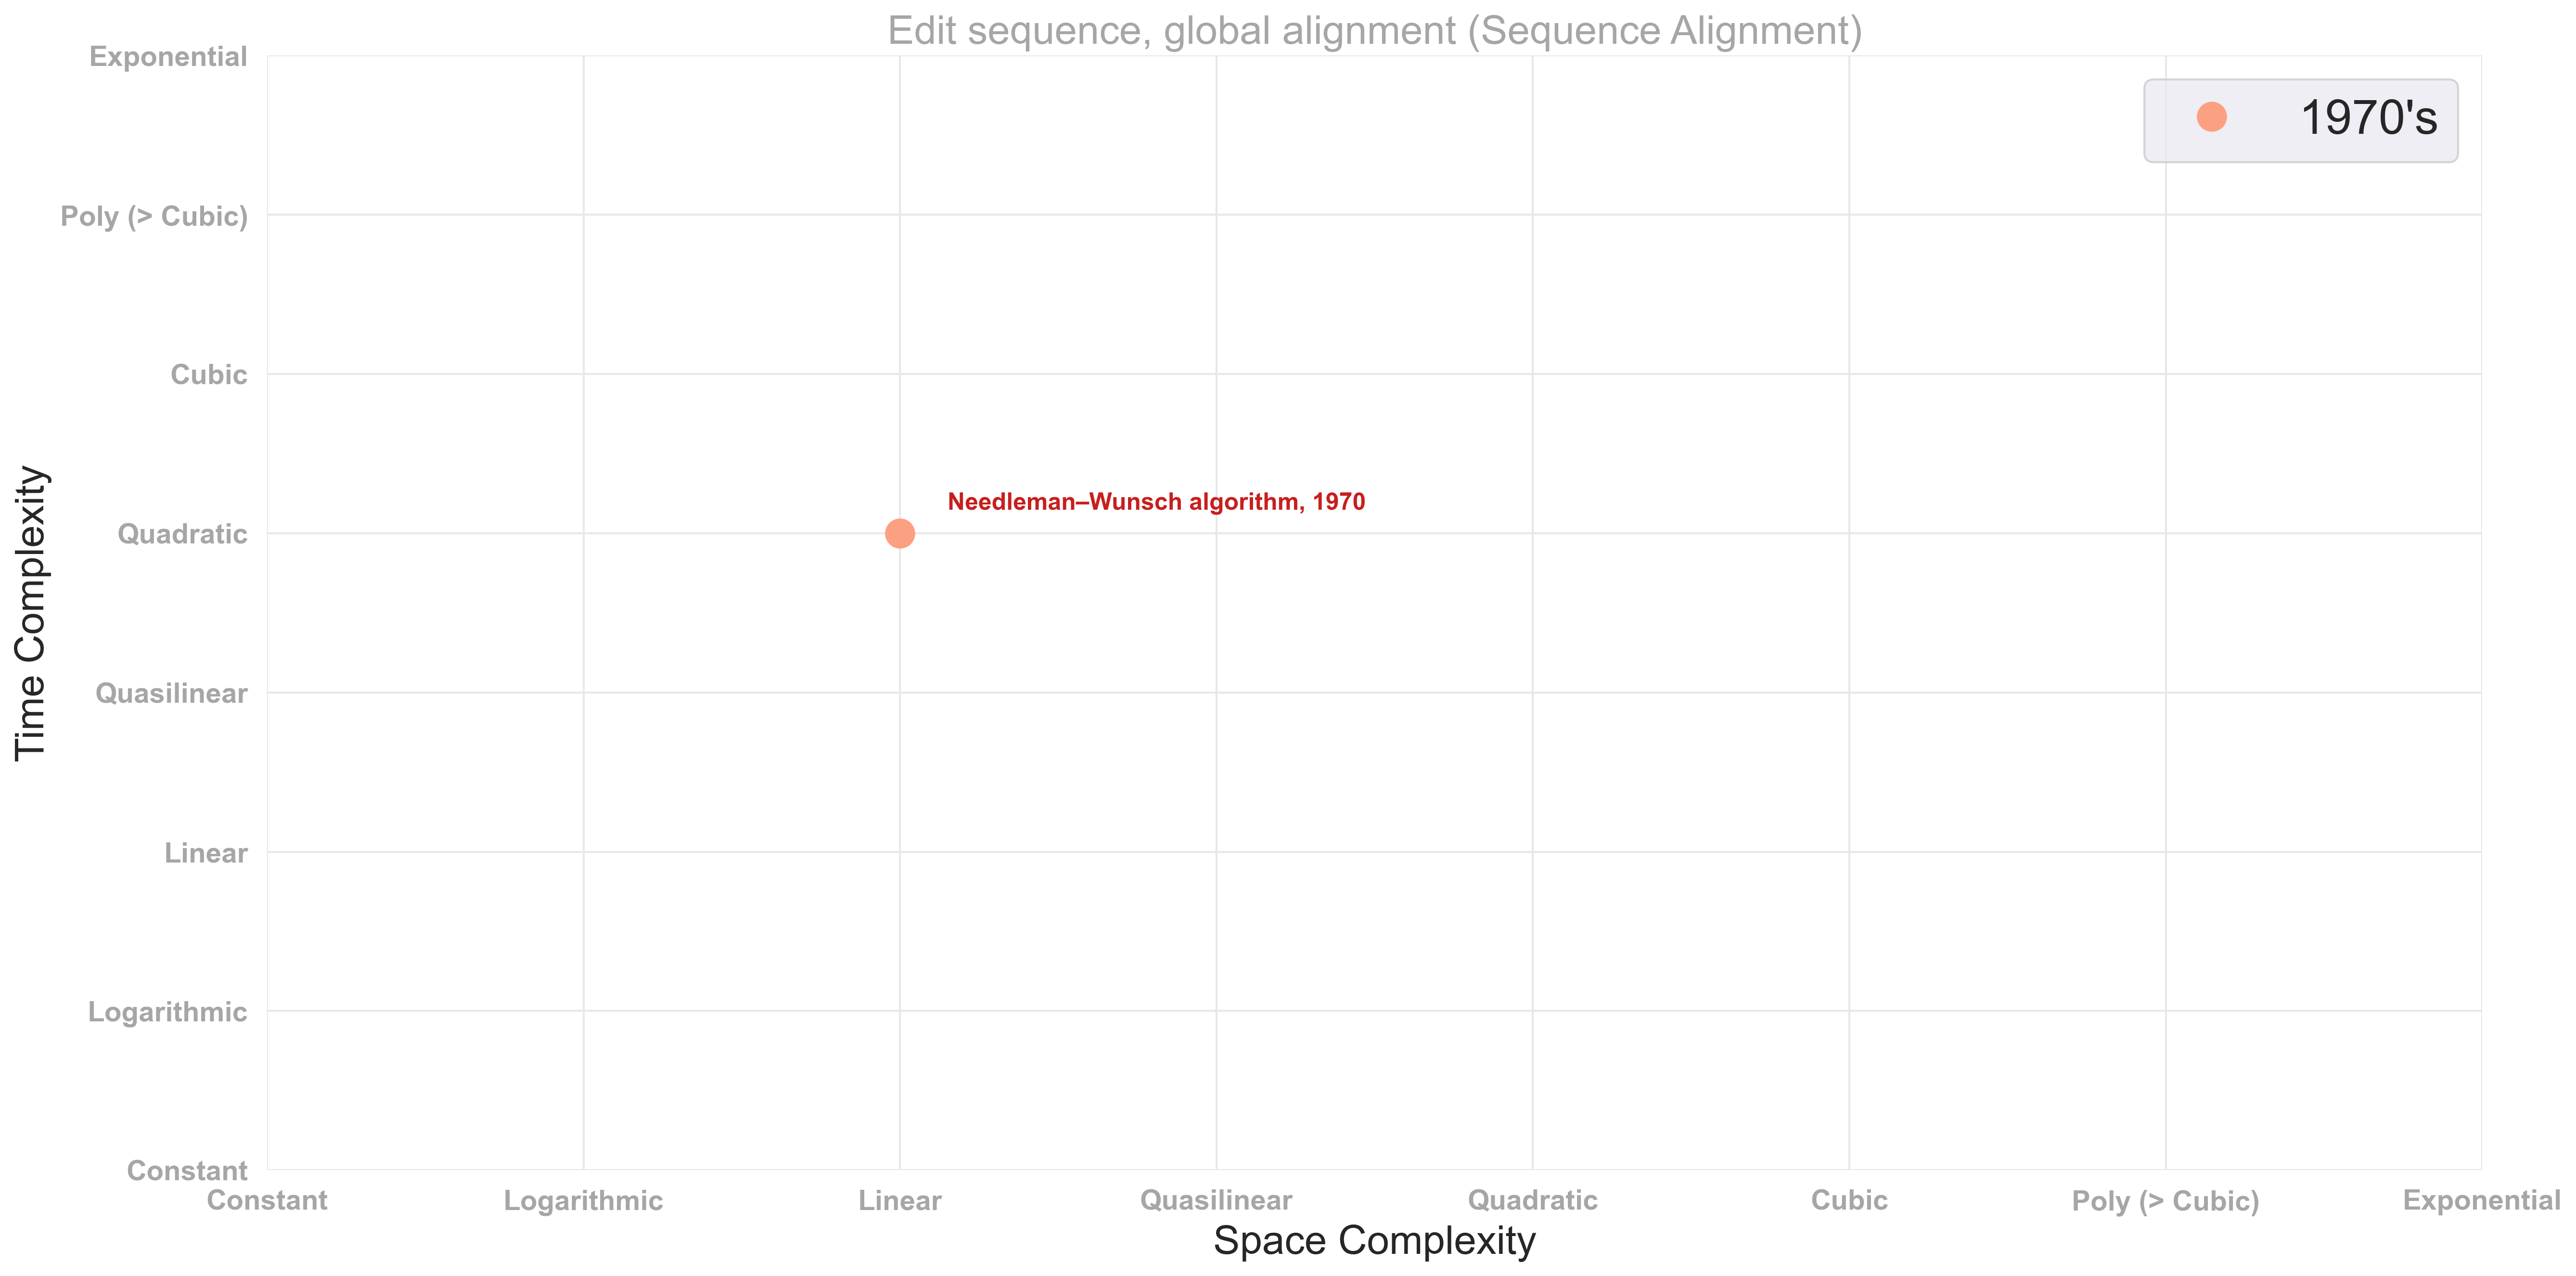 Edit sequence, global alignment (Sequence Alignment)
Exponential
Poly (> Cubic)
Cubic
Quadratic
Quasilinear
Linear
Logarithmic
Constant
Time Complexity
1970's
Needleman–Wunsch algorithm, 1970
Constant
Logarithmic
Linear
Quasilinear
Quadratic
Cubic
Poly (> Cubic)
Exponential
Space Complexity